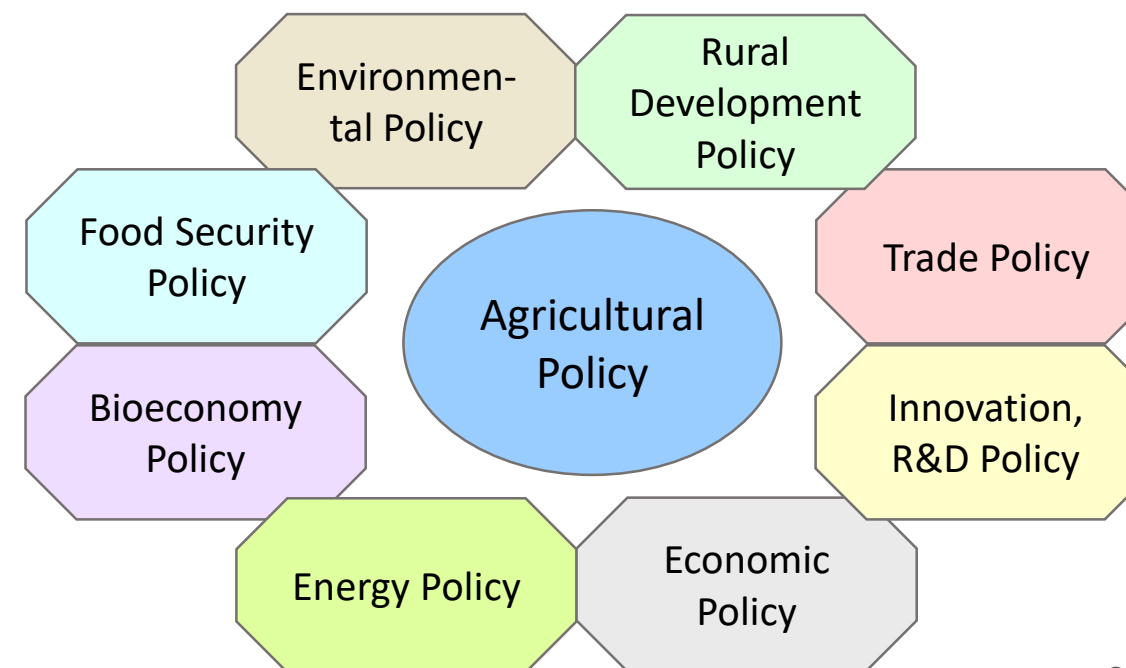 Environmen-
tal Policy
Rural
Development
Policy
Food Security
Policy
Trade Policy
Agricultural
Policy
Bioeconomy
Policy
Innovation,
R&D Policy
Energy Policy
Economic
Policy